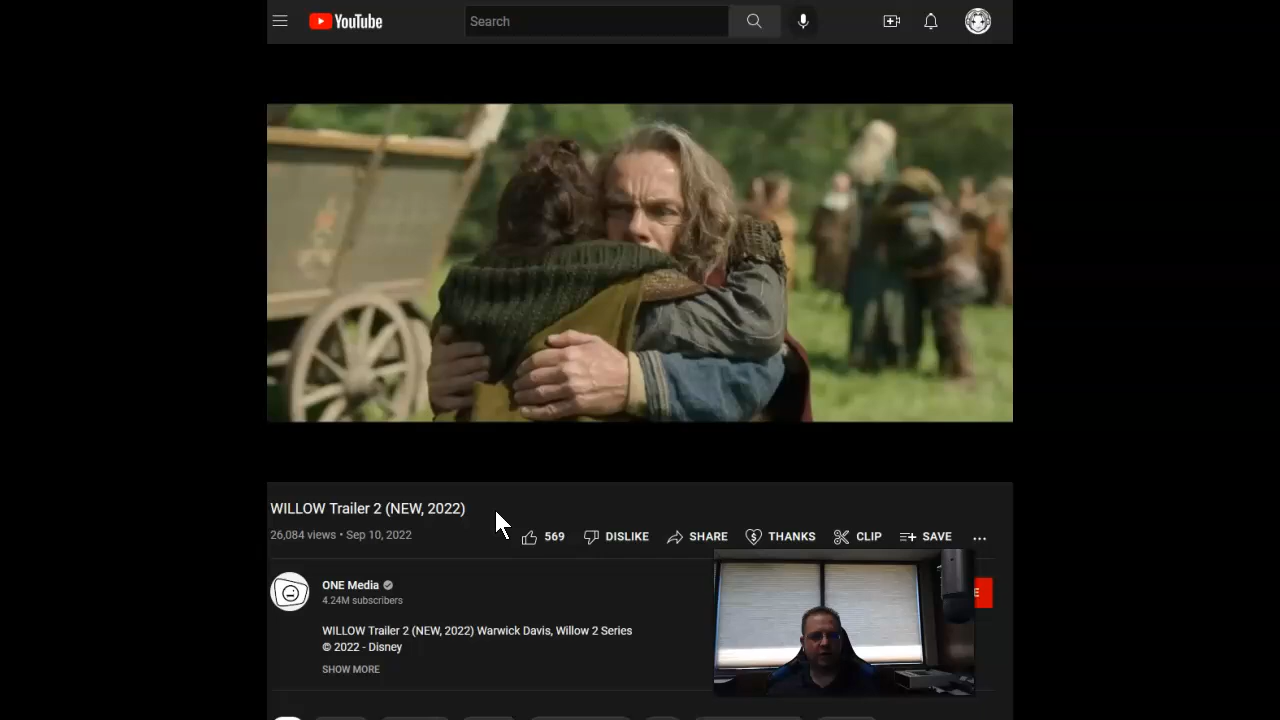 YouTube
Search
WILLOW Trailer 2 (NEW, 2022)
26,084 views • Sep 10, 2022
569 DISLIKE SHARE THANKS CLIP SAVE ...
ONE Media
4.24M subscribers
WILLOW Trailer 2 (NEW, 2022) Warwick Davis, Willow 2 Series
© 2022 - Disney
SHOW MORE